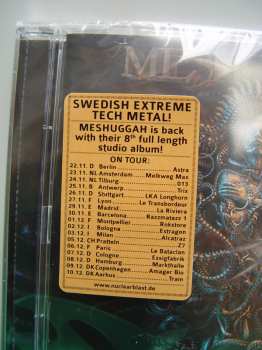 ME
SWEDISH EXTREME
TECH METAL!
MESHUGGAH is back
with their 8th full length
studio album!
ON TOUR:
22.11. D Berlin Astra
23.11. NL Amsterdam Melkweg Max
24.11. NL Tilburg 013
25.11. B Antwerp Trix
26.11. D Stuttgart LKA Longhorn
27.11. F Lyon Le Transbordeur
29.11. E Madrid La Riviera
30.11. E Barcelona Razzmatazz 1
01.12. F Montpellier Rockstore
02.12. I Bologna Estragon
03.12. I Milan Alcatraz
05.12. CH Pratteln Z7
06.12. F Paris Le Bataclan
07.12. D Cologne Essigfabrik
08.12. D Hamburg Markthalle
09.12. DK Copenhagen Amager Bio
10.12. DK Aarhus Train
www.nuclearblast.de